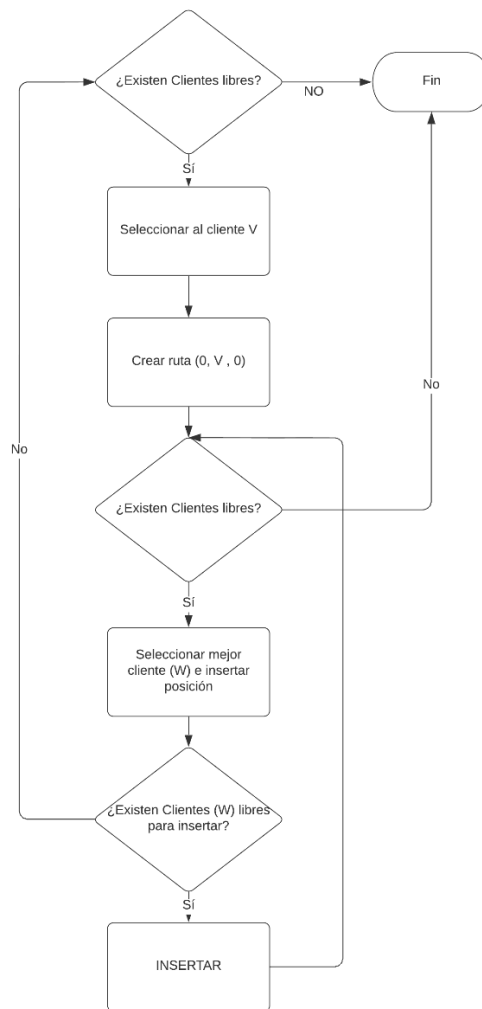 ¿Existen Clientes libres?
NO
Fin
Sí
Seleccionar al cliente V
Crear ruta (0, V , 0)
No
No
¿Existen Clientes libres?
Sí
Seleccionar mejor
cliente (W) e insertar
posición
¿Existen Clientes (W) libres
para insertar?
Sí
INSERTAR